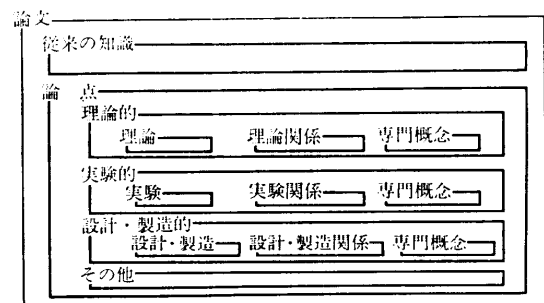 論文
従来の知識
論 点
理論的
理論 理論関係 専門概念
実験的
実験 実験関係 専門概念
設計・製造的
設計・製造 設計・製造関係 専門概念
その他